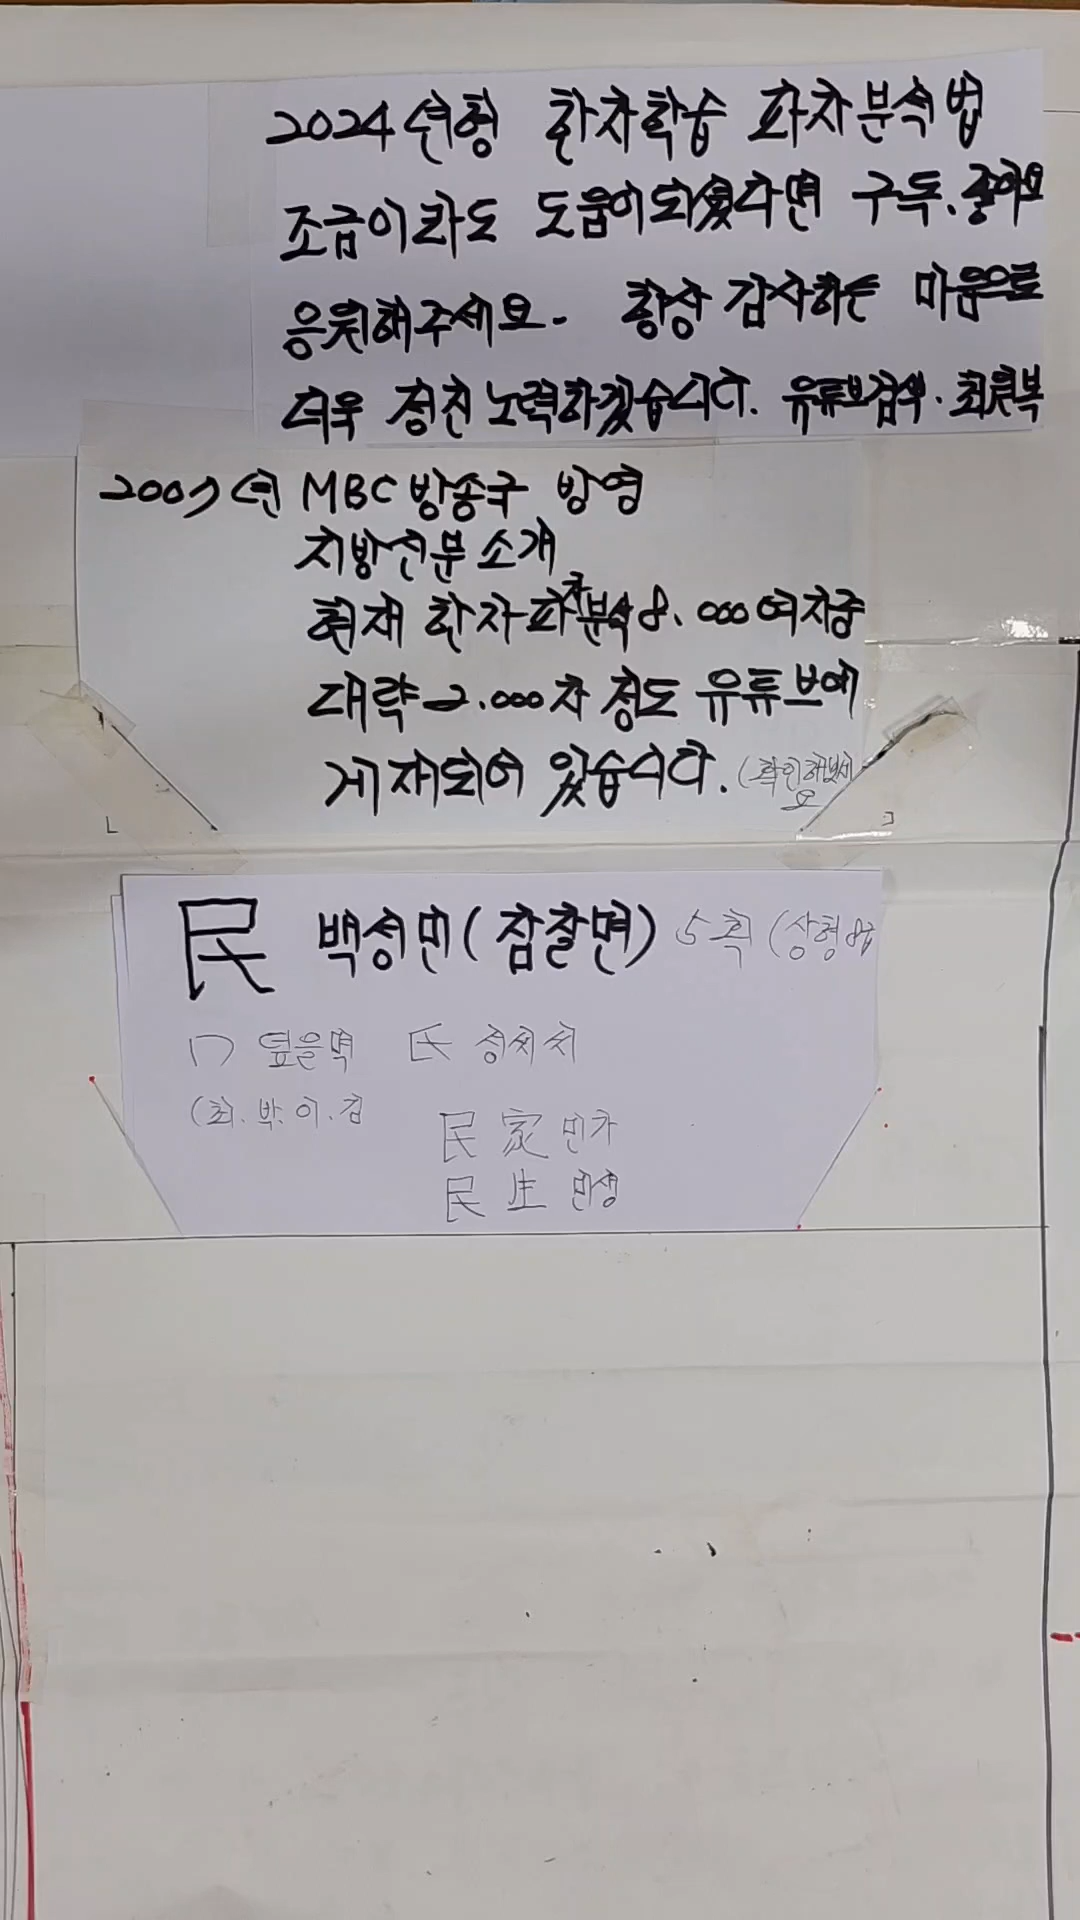 2024년형 한자학습 파자분석법
조금이라도 도움이되셨다면 구독、좋아요
응원해주세요. 항상 감사하는 마음으로
더욱 정진노력하겠습니다. 유튜브검색.
2007년 MBC방송국 방영
지방신문소개
현재 한자파자분석 8.000여자중
대략 2.000자 정도 유튜브에
게재되어 있습니다. (확인해보세요
民 백성민(잠잘면) 5획 (상형 8급
冖 덮을멱 氏 성씨씨
(최.박.이.김
民家 민가
民生 민생